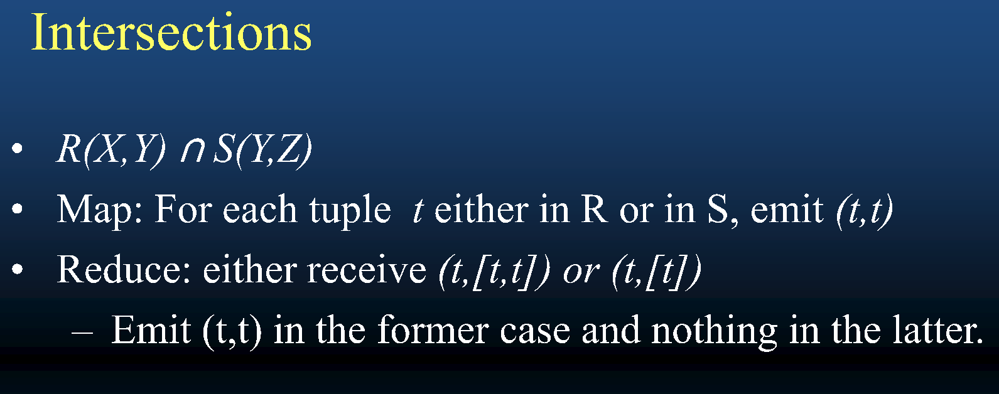 Intersections
• R(X,Y) ∩ S(Y,Z)
• Map: For each tuple t either in R or in S, emit (t,t)
• Reduce: either receive (t,[t,t]) or (t,[t])
– Emit (t,t) in the former case and nothing in the latter.